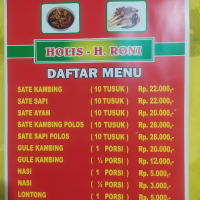 HOLIS - H. RONI
DAFTAR MENU
SATE KAMBING ( 10 TUSUK ) Rp. 22.000,-
SATE SAPI ( 10 TUSUK ) Rp. 22.000,-
SATE AYAM ( 10 TUSUK ) Rp. 20.000,-
SATE KAMBING POLOS ( 10 TUSUK ) Rp. 28.000,-
SATE SAPI POLOS ( 10 TUSUK ) Rp. 28.000,-
GULE KAMBING ( 1 PORSI ) Rp. 20.000,-
GULE KAMBING ( ½ PORSI ) Rp. 12.000,-
NASI ( 1 PORSI ) Rp. 5.000,-
NASI ( ½ PORSI ) Rp. 3.000,-
LONTONG ( 1 PORSI ) Rp. 5.000,-